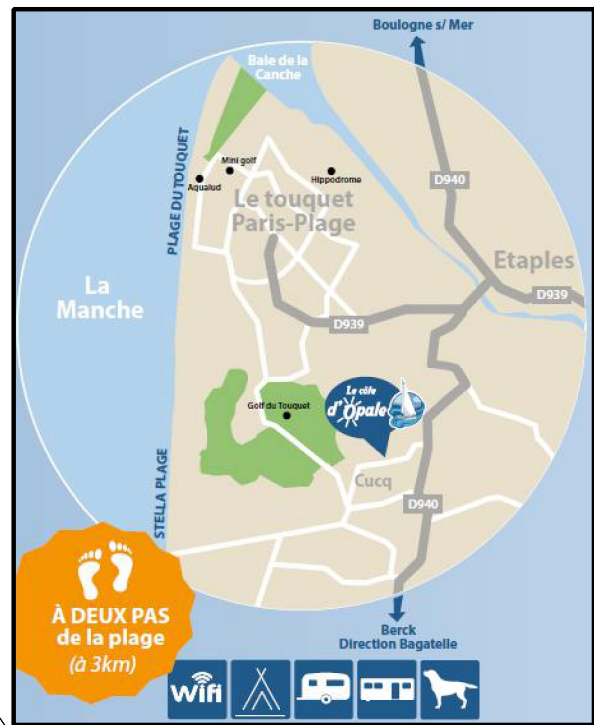 Boulogne s/ Mer
Baie de la
Canche
PLAGE DU TOUQUET
Mini golf
Aqualud
Hippodrome
D940
Le touquet
Paris-Plage
Etaples
La
Manche
D939
D939
Le côte
d'Opale
Golf du Touquet
Cucq
STELLA PLAGE
D940
À DEUX PAS
de la plage
(à 3km)
Berck
Direction Bagatelle
Wifi